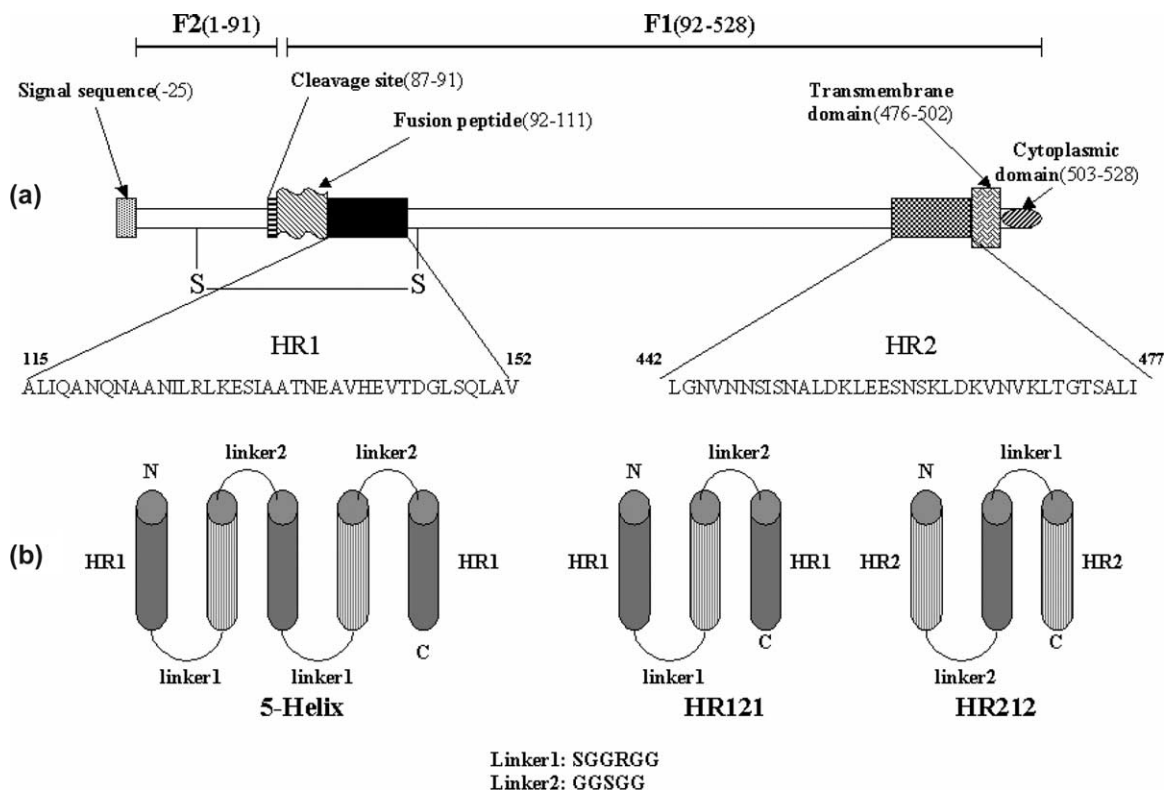 F2(1-91)
F1(92-528)
Signal sequence(-25)
Cleavage site(87-91)
Fusion peptide(92-111)
Transmembrane
domain(476-502)
Cytoplasmic
domain(503-528)
(a)
S
S
HR1
HR2
115
152
442
477
ALIQANQNAANILRLKESIAATNEAVHEVTDGLSQLAV
LGNVNNSISNALDKLEESNSKLDKVNVKLTGTSALI
(b)
N
linker2
linker2
HR1
HR1
linker1
linker1
C
5-Helix
N
linker2
HR1
HR1
linker1
C
HR121
N
linker1
HR2
HR2
linker2
C
HR212
Linker1: SGGRGG
Linker2: GGSGG